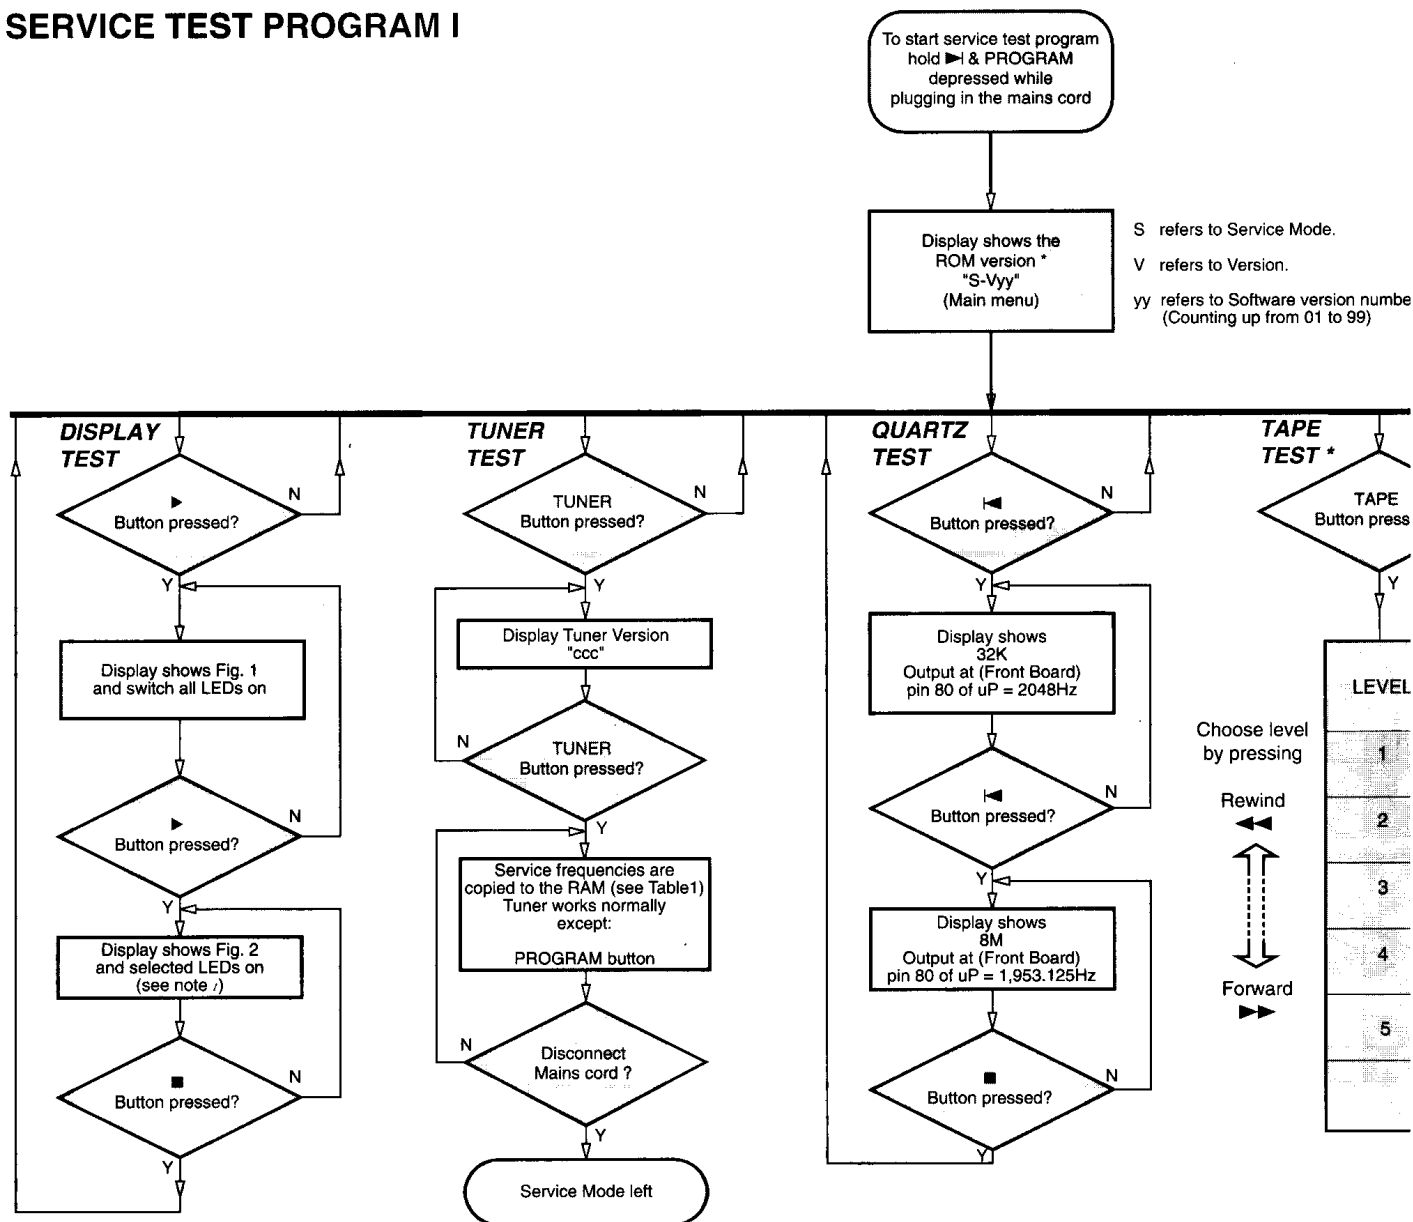 SERVICE TEST PROGRAM I
To start service test program
hold ▶| & PROGRAM
depressed while
plugging in the mains cord
Display shows the
ROM version *
"S-Vyy"
(Main menu)
S refers to Service Mode.
V refers to Version.
yy refers to Software version numbe
(Counting up from 01 to 99)
DISPLAY
TEST
▶
Button pressed?
N
Y
Display shows Fig. 1
and switch all LEDs on
▶
Button pressed?
N
Y
Display shows Fig. 2
and selected LEDs on
(see note )
■
Button pressed?
N
Y
TUNER
TEST
TUNER
Button pressed?
N
Y
Display Tuner Version
"ccc"
TUNER
Button pressed?
N
Y
Service frequencies are
copied to the RAM (see Table1)
Tuner works normally
except:
PROGRAM button
Disconnect
Mains cord ?
N
Y
Service Mode left
QUARTZ
TEST
|◀
Button pressed?
N
Y
Display shows
32K
Output at (Front Board)
pin 80 of uP = 2048Hz
|◀
Button pressed?
N
Y
Display shows
8M
Output at (Front Board)
pin 80 of uP = 1,953.125Hz
■
Button pressed?
N
Y
TAPE
TEST *
TAPE
Button press
Y
Choose level
by pressing
Rewind
◀◀
Forward
▶▶
LEVEL
1
2
3
4
5